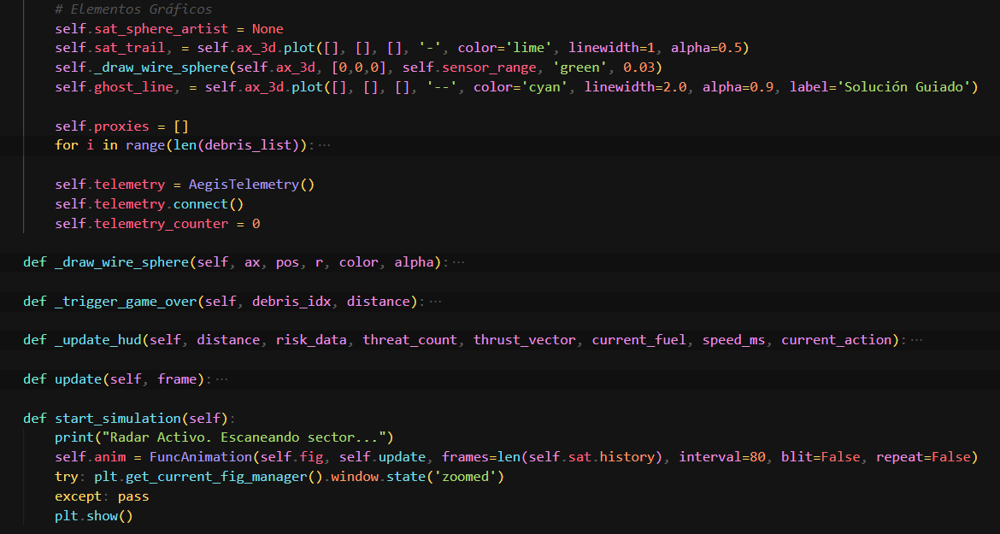 # Elementos Gráficos
self.sat_sphere_artist = None
self.sat_trail, = self.ax_3d.plot([], [], [], '-', color='lime', linewidth=1, alpha=0.5)
self._draw_wire_sphere(self.ax_3d, [0,0,0], self.sensor_range, 'green', 0.03)
self.ghost_line, = self.ax_3d.plot([], [], [], '--', color='cyan', linewidth=2.0, alpha=0.9, label='Solución Guiado')
self.proxies = []
for i in range(len(debris_list)):···
self.telemetry = AegisTelemetry()
self.telemetry.connect()
self.telemetry_counter = 0
def _draw_wire_sphere(self, ax, pos, r, color, alpha):···
def _trigger_game_over(self, debris_idx, distance):···
def _update_hud(self, distance, risk_data, threat_count, thrust_vector, current_fuel, speed_ms, current_action):···
def update(self, frame):···
def start_simulation(self):
print("Radar Activo. Escaneando sector...")
self.anim = FuncAnimation(self.fig, self.update, frames=len(self.sat.history), interval=80, blit=False, repeat=False)
try: plt.get_current_fig_manager().window.state('zoomed')
except: pass
plt.show()